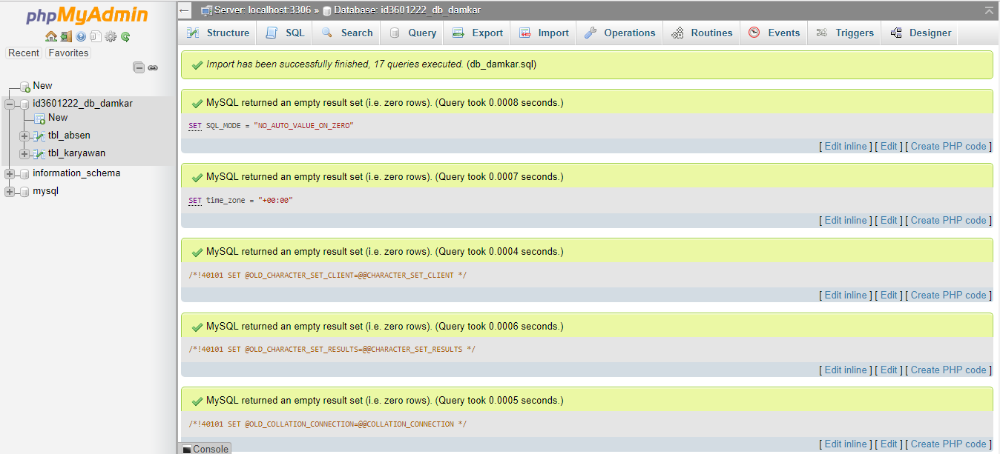 phpMyAdmin
Recent Favorites
New
id3601222_db_damkar
New
tbl_absen
tbl_karyawan
information_schema
mysql
Server: localhost:3306 » Database: id3601222_db_damkar
Structure SQL Search Query Export Import Operations Routines Events Triggers Designer
Import has been successfully finished, 17 queries executed. (db_damkar.sql)
MySQL returned an empty result set (i.e. zero rows). (Query took 0.0008 seconds.)
SET SQL_MODE = "NO_AUTO_VALUE_ON_ZERO"
[ Edit inline ] [ Edit ] [ Create PHP code ]
MySQL returned an empty result set (i.e. zero rows). (Query took 0.0007 seconds.)
SET time_zone = "+00:00"
[ Edit inline ] [ Edit ] [ Create PHP code ]
MySQL returned an empty result set (i.e. zero rows). (Query took 0.0004 seconds.)
/*!40101 SET @OLD_CHARACTER_SET_CLIENT=@@CHARACTER_SET_CLIENT */
[ Edit inline ] [ Edit ] [ Create PHP code ]
MySQL returned an empty result set (i.e. zero rows). (Query took 0.0006 seconds.)
/*!40101 SET @OLD_CHARACTER_SET_RESULTS=@@CHARACTER_SET_RESULTS */
[ Edit inline ] [ Edit ] [ Create PHP code ]
MySQL returned an empty result set (i.e. zero rows). (Query took 0.0005 seconds.)
/*!40101 SET @OLD_COLLATION_CONNECTION=@@COLLATION_CONNECTION */
[ Edit inline ] [ Edit ] [ Create PHP code ]
Console